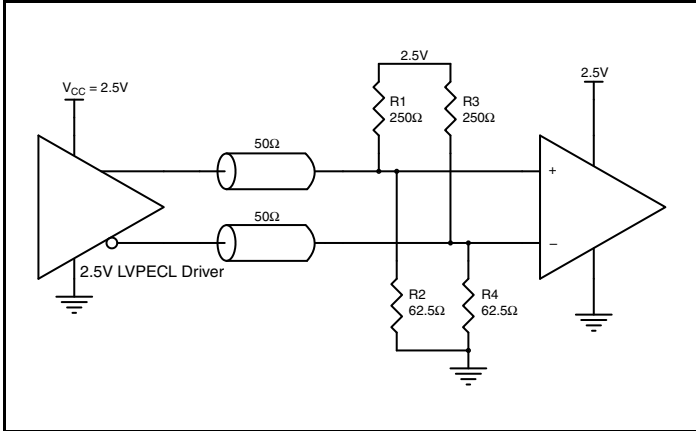 2.5V
V_CC = 2.5V
2.5V
R1
250Ω
R3
250Ω
50Ω
+
50Ω
−
2.5V LVPECL Driver
R2
62.5Ω
R4
62.5Ω